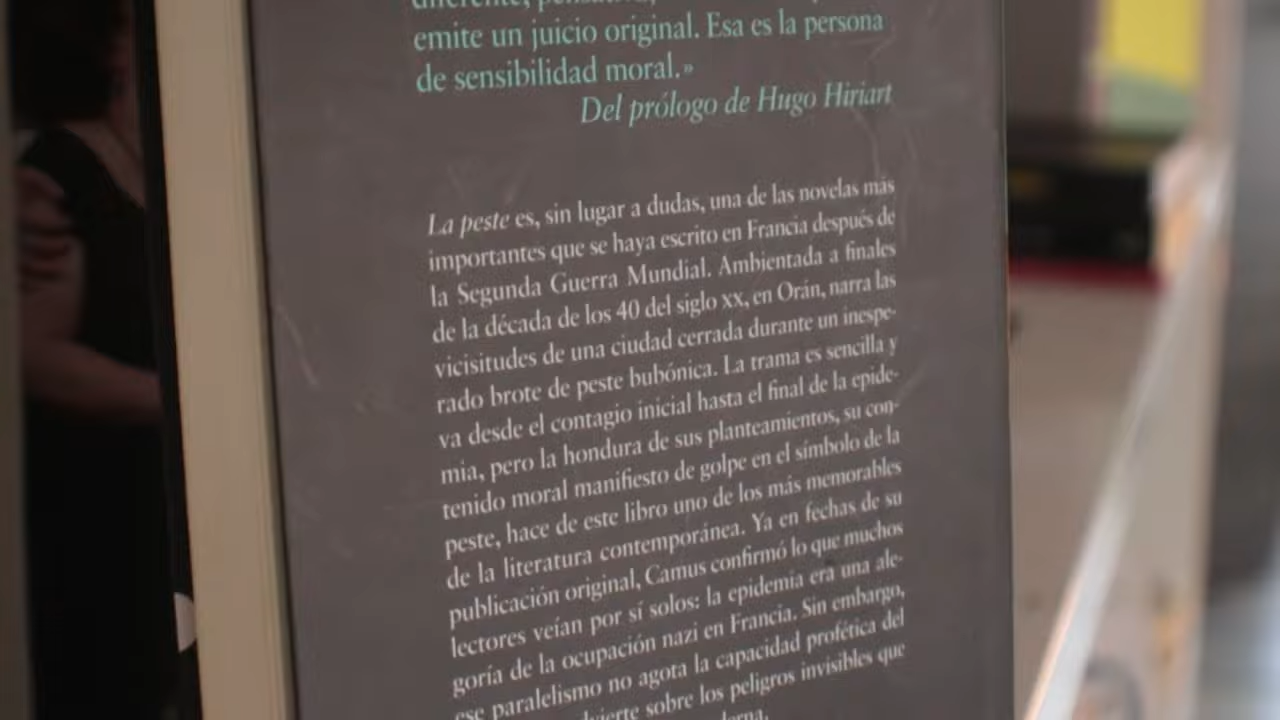 emite un juicio original. Esa es la persona
de sensibilidad moral.»
Del prólogo de Hugo Hiriart
La peste es, sin lugar a dudas, una de las novelas más
importantes que se haya escrito en Francia después de
la Segunda Guerra Mundial. Ambientada a finales
de la década de los 40 del siglo xx, en Orán, narra las
vicisitudes de una ciudad cerrada durante un inespe-
rado brote de peste bubónica. La trama es sencilla y
va desde el contagio inicial hasta el final de la epide-
mia, pero la hondura de sus planteamientos, su con-
tenido moral manifiesto de golpe en el símbolo de la
peste, hace de este libro uno de los más memorables
de la literatura contemporánea. Ya en fechas de su
publicación original, Camus confirmó lo que muchos
lectores veían por sí solos: la epidemia era una ale-
goría de la ocupación nazi en Francia. Sin embargo,
ese paralelismo no agota la capacidad profética del
sobre los peligros invisibles que